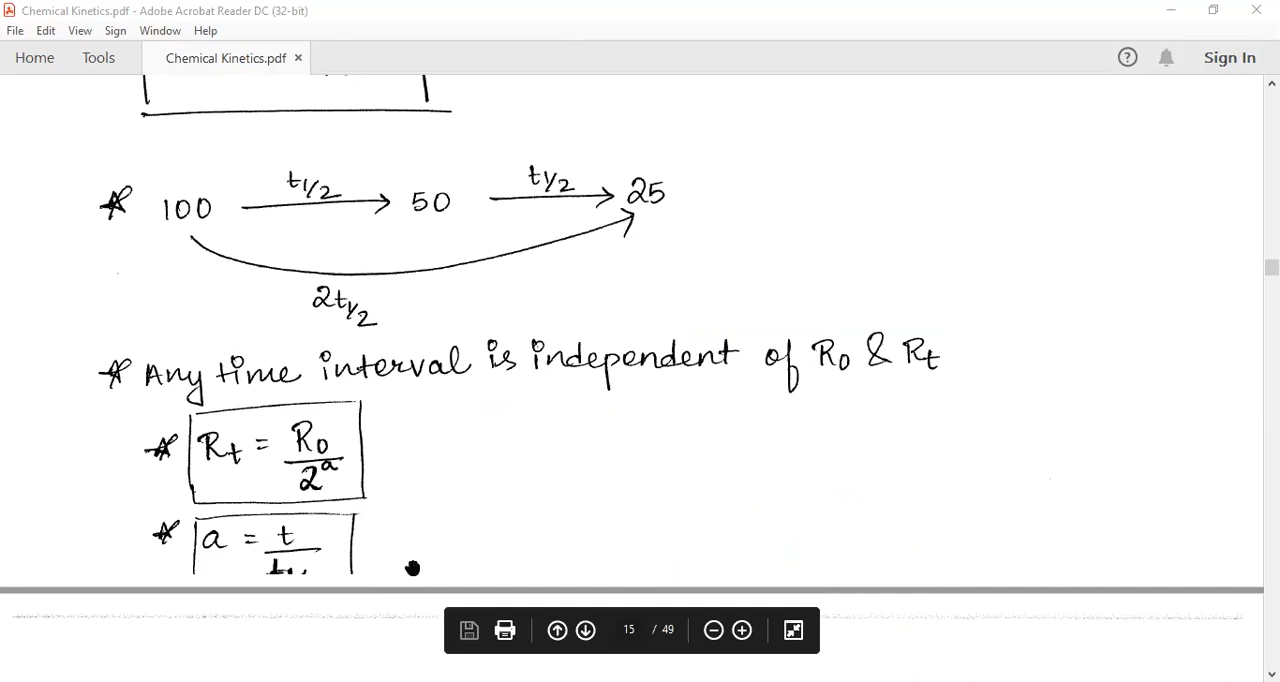 Chemical Kinetics.pdf - Adobe Acrobat Reader DC (32-bit)
File Edit View Sign Window Help
Home Tools Chemical Kinetics.pdf × ? Sign In
* 100 t1/2 → 50 t1/2 → 25
2t1/2
* Any time interval is independent of R0 & Rt
* Rt = R0 / 2^a
* a = t /
15 / 49